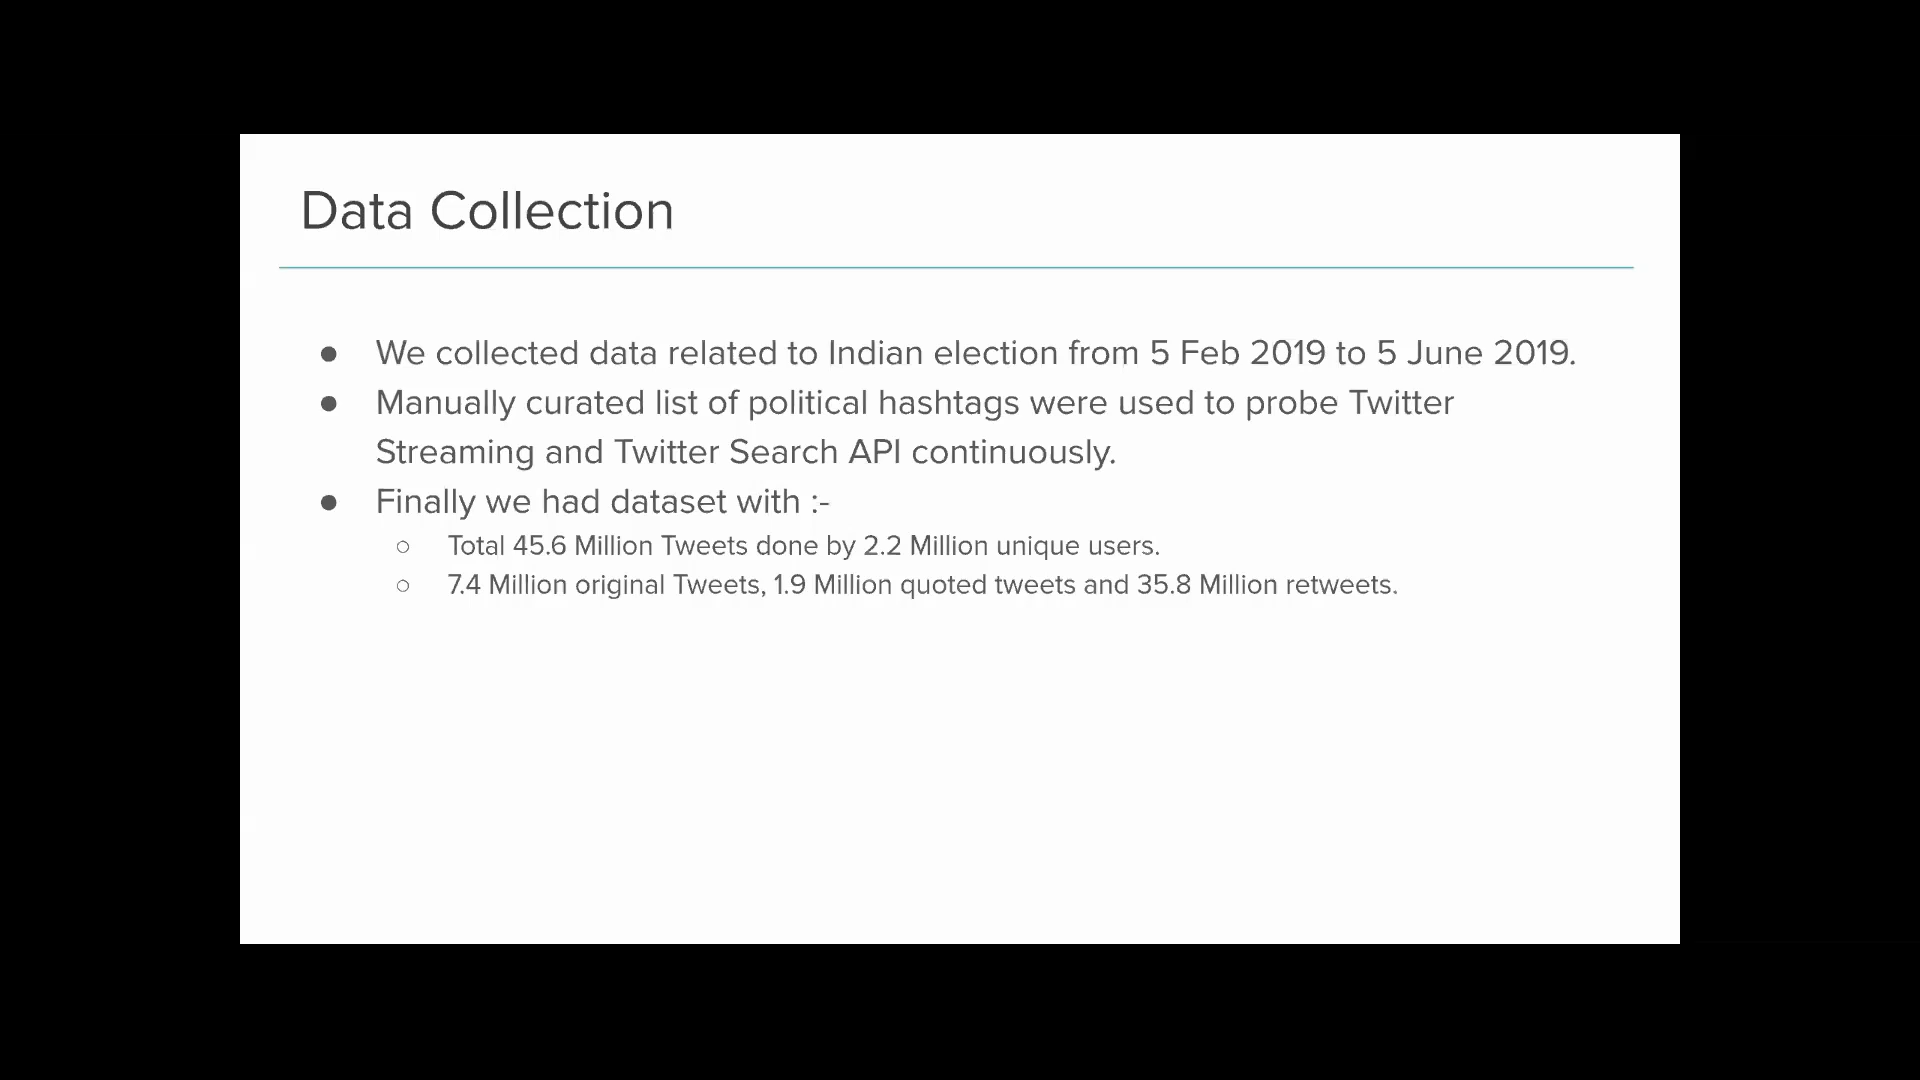 Data Collection
● We collected data related to Indian election from 5 Feb 2019 to 5 June 2019.
● Manually curated list of political hashtags were used to probe Twitter
Streaming and Twitter Search API continuously.
● Finally we had dataset with :-
○ Total 45.6 Million Tweets done by 2.2 Million unique users.
○ 7.4 Million original Tweets, 1.9 Million quoted tweets and 35.8 Million retweets.